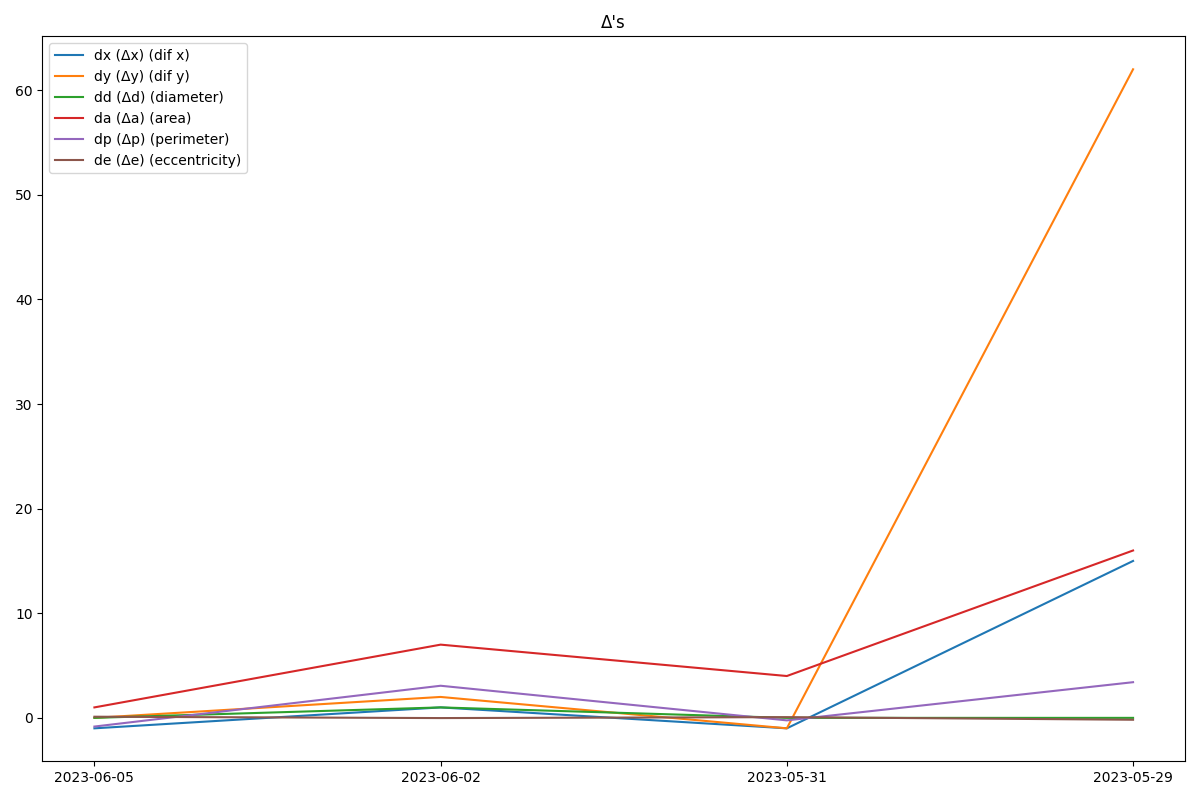 Δ's
dx (Δx) (dif x)
dy (Δy) (dif y)
dd (Δd) (diameter)
da (Δa) (area)
dp (Δp) (perimeter)
de (Δe) (eccentricity)
60
50
40
30
20
10
0
2023-06-05 2023-06-02 2023-05-31 2023-05-29